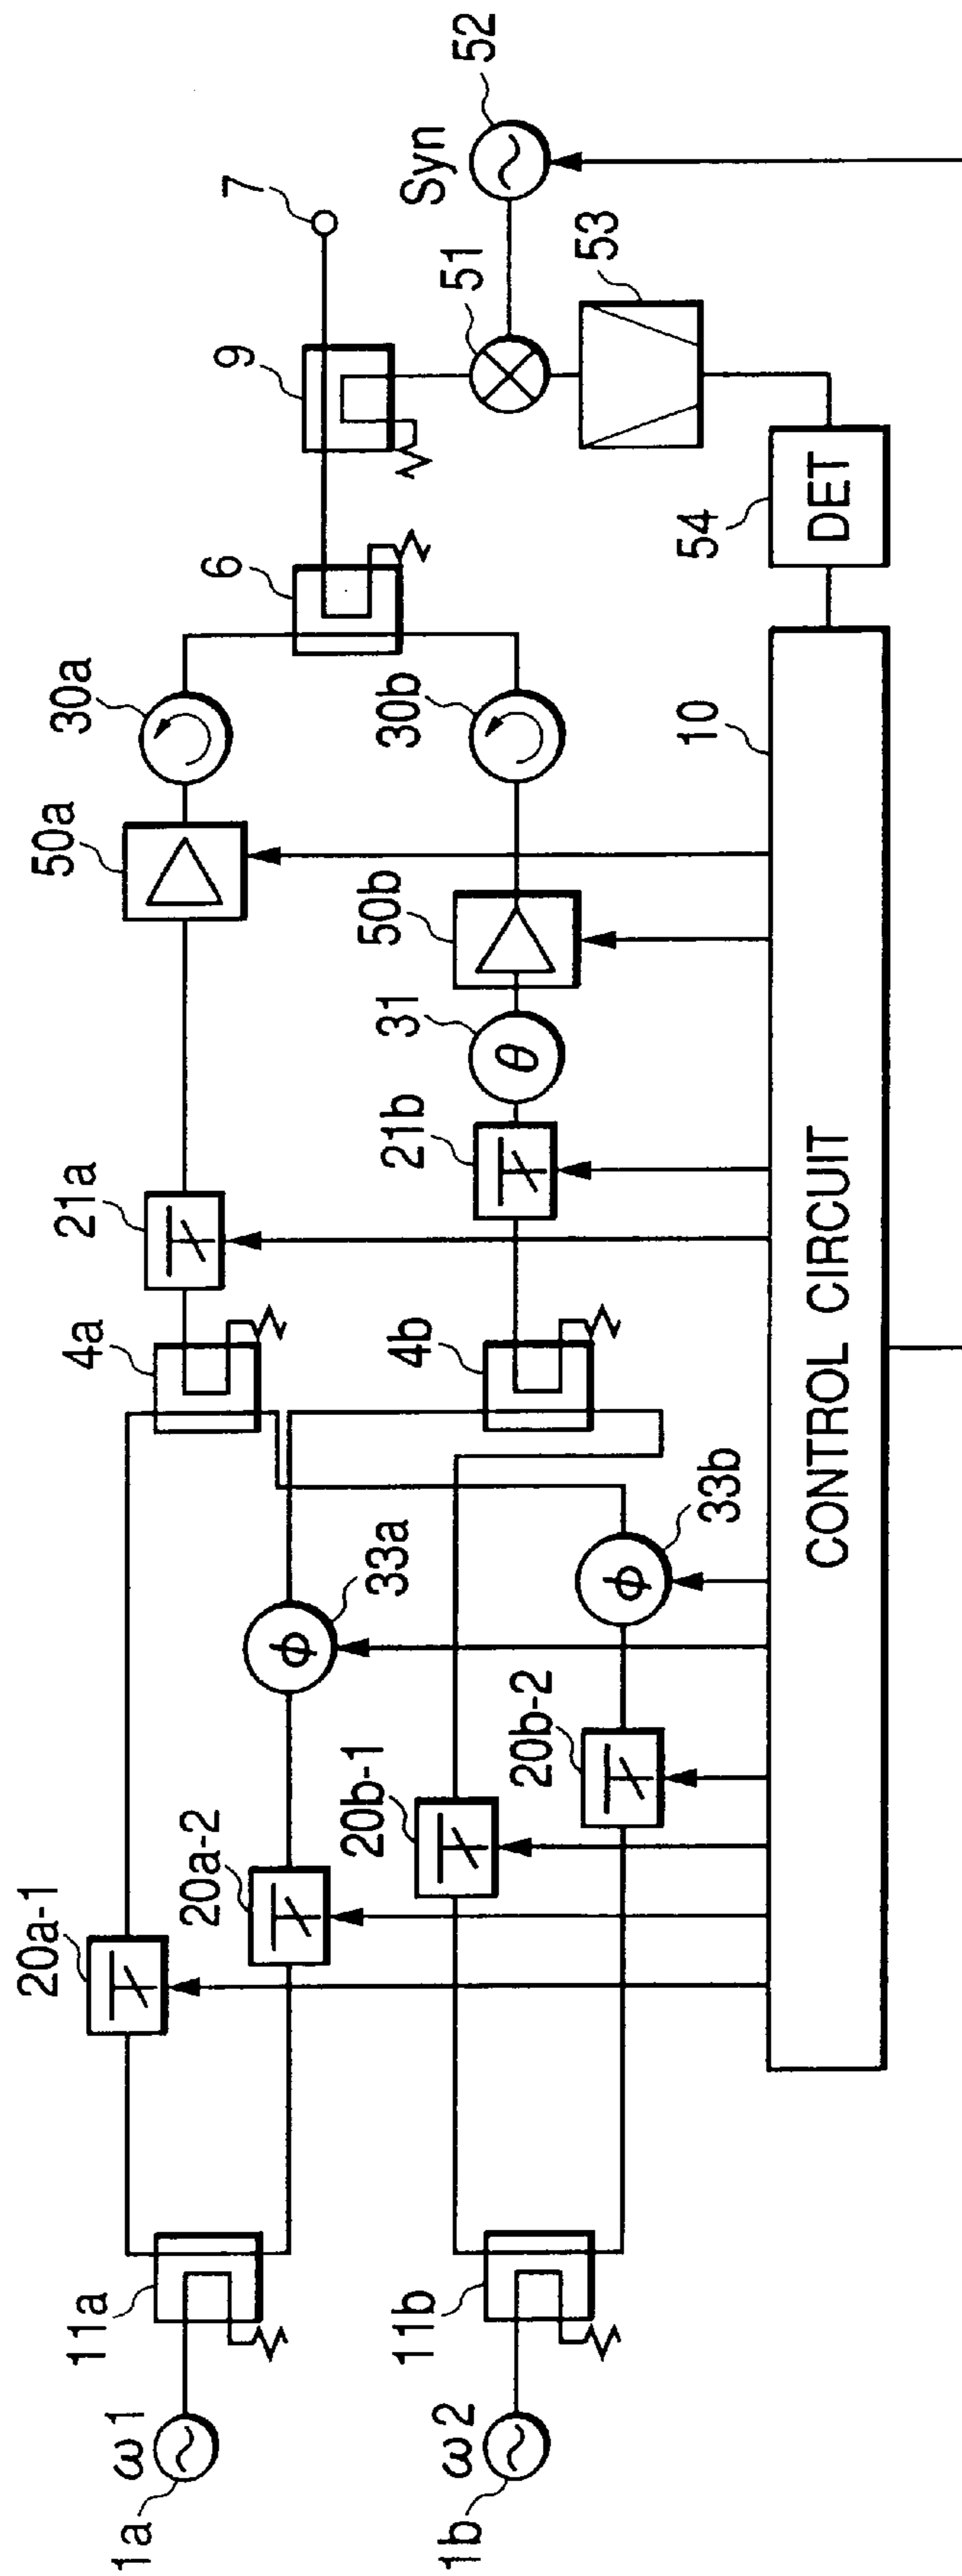 1a
ω1
11a
20a-1
20a-2
33a
ϕ
4a
21a
50a
30a
6
9
7
1b
ω2
11b
20b-1
20b-2
33b
ϕ
4b
21b
31
θ
50b
30b
51
Syn
52
53
54
DET
10
CONTROL CIRCUIT